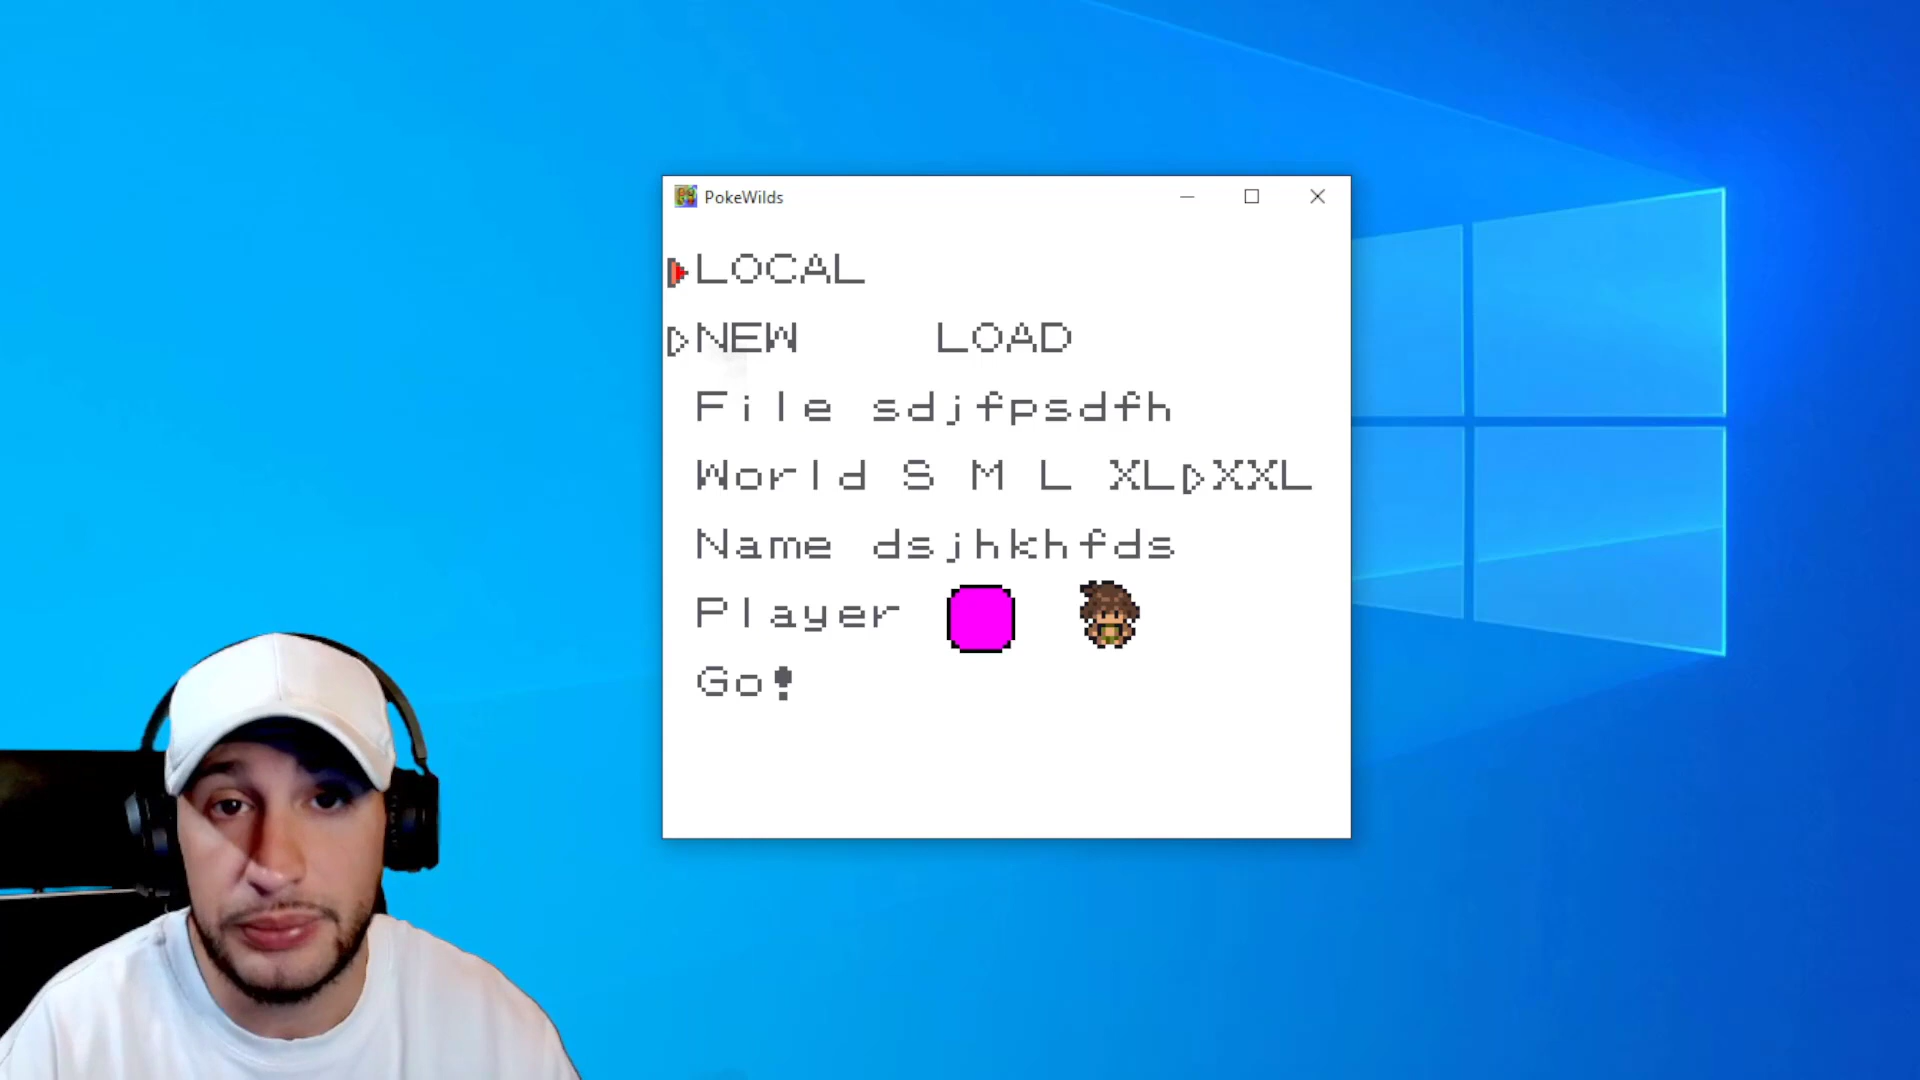 PokeWilds
LOCAL
NEW LOAD
File sdjfpsdfh
World S M L XL XXL
Name dsjhkhfds
Player
Go!